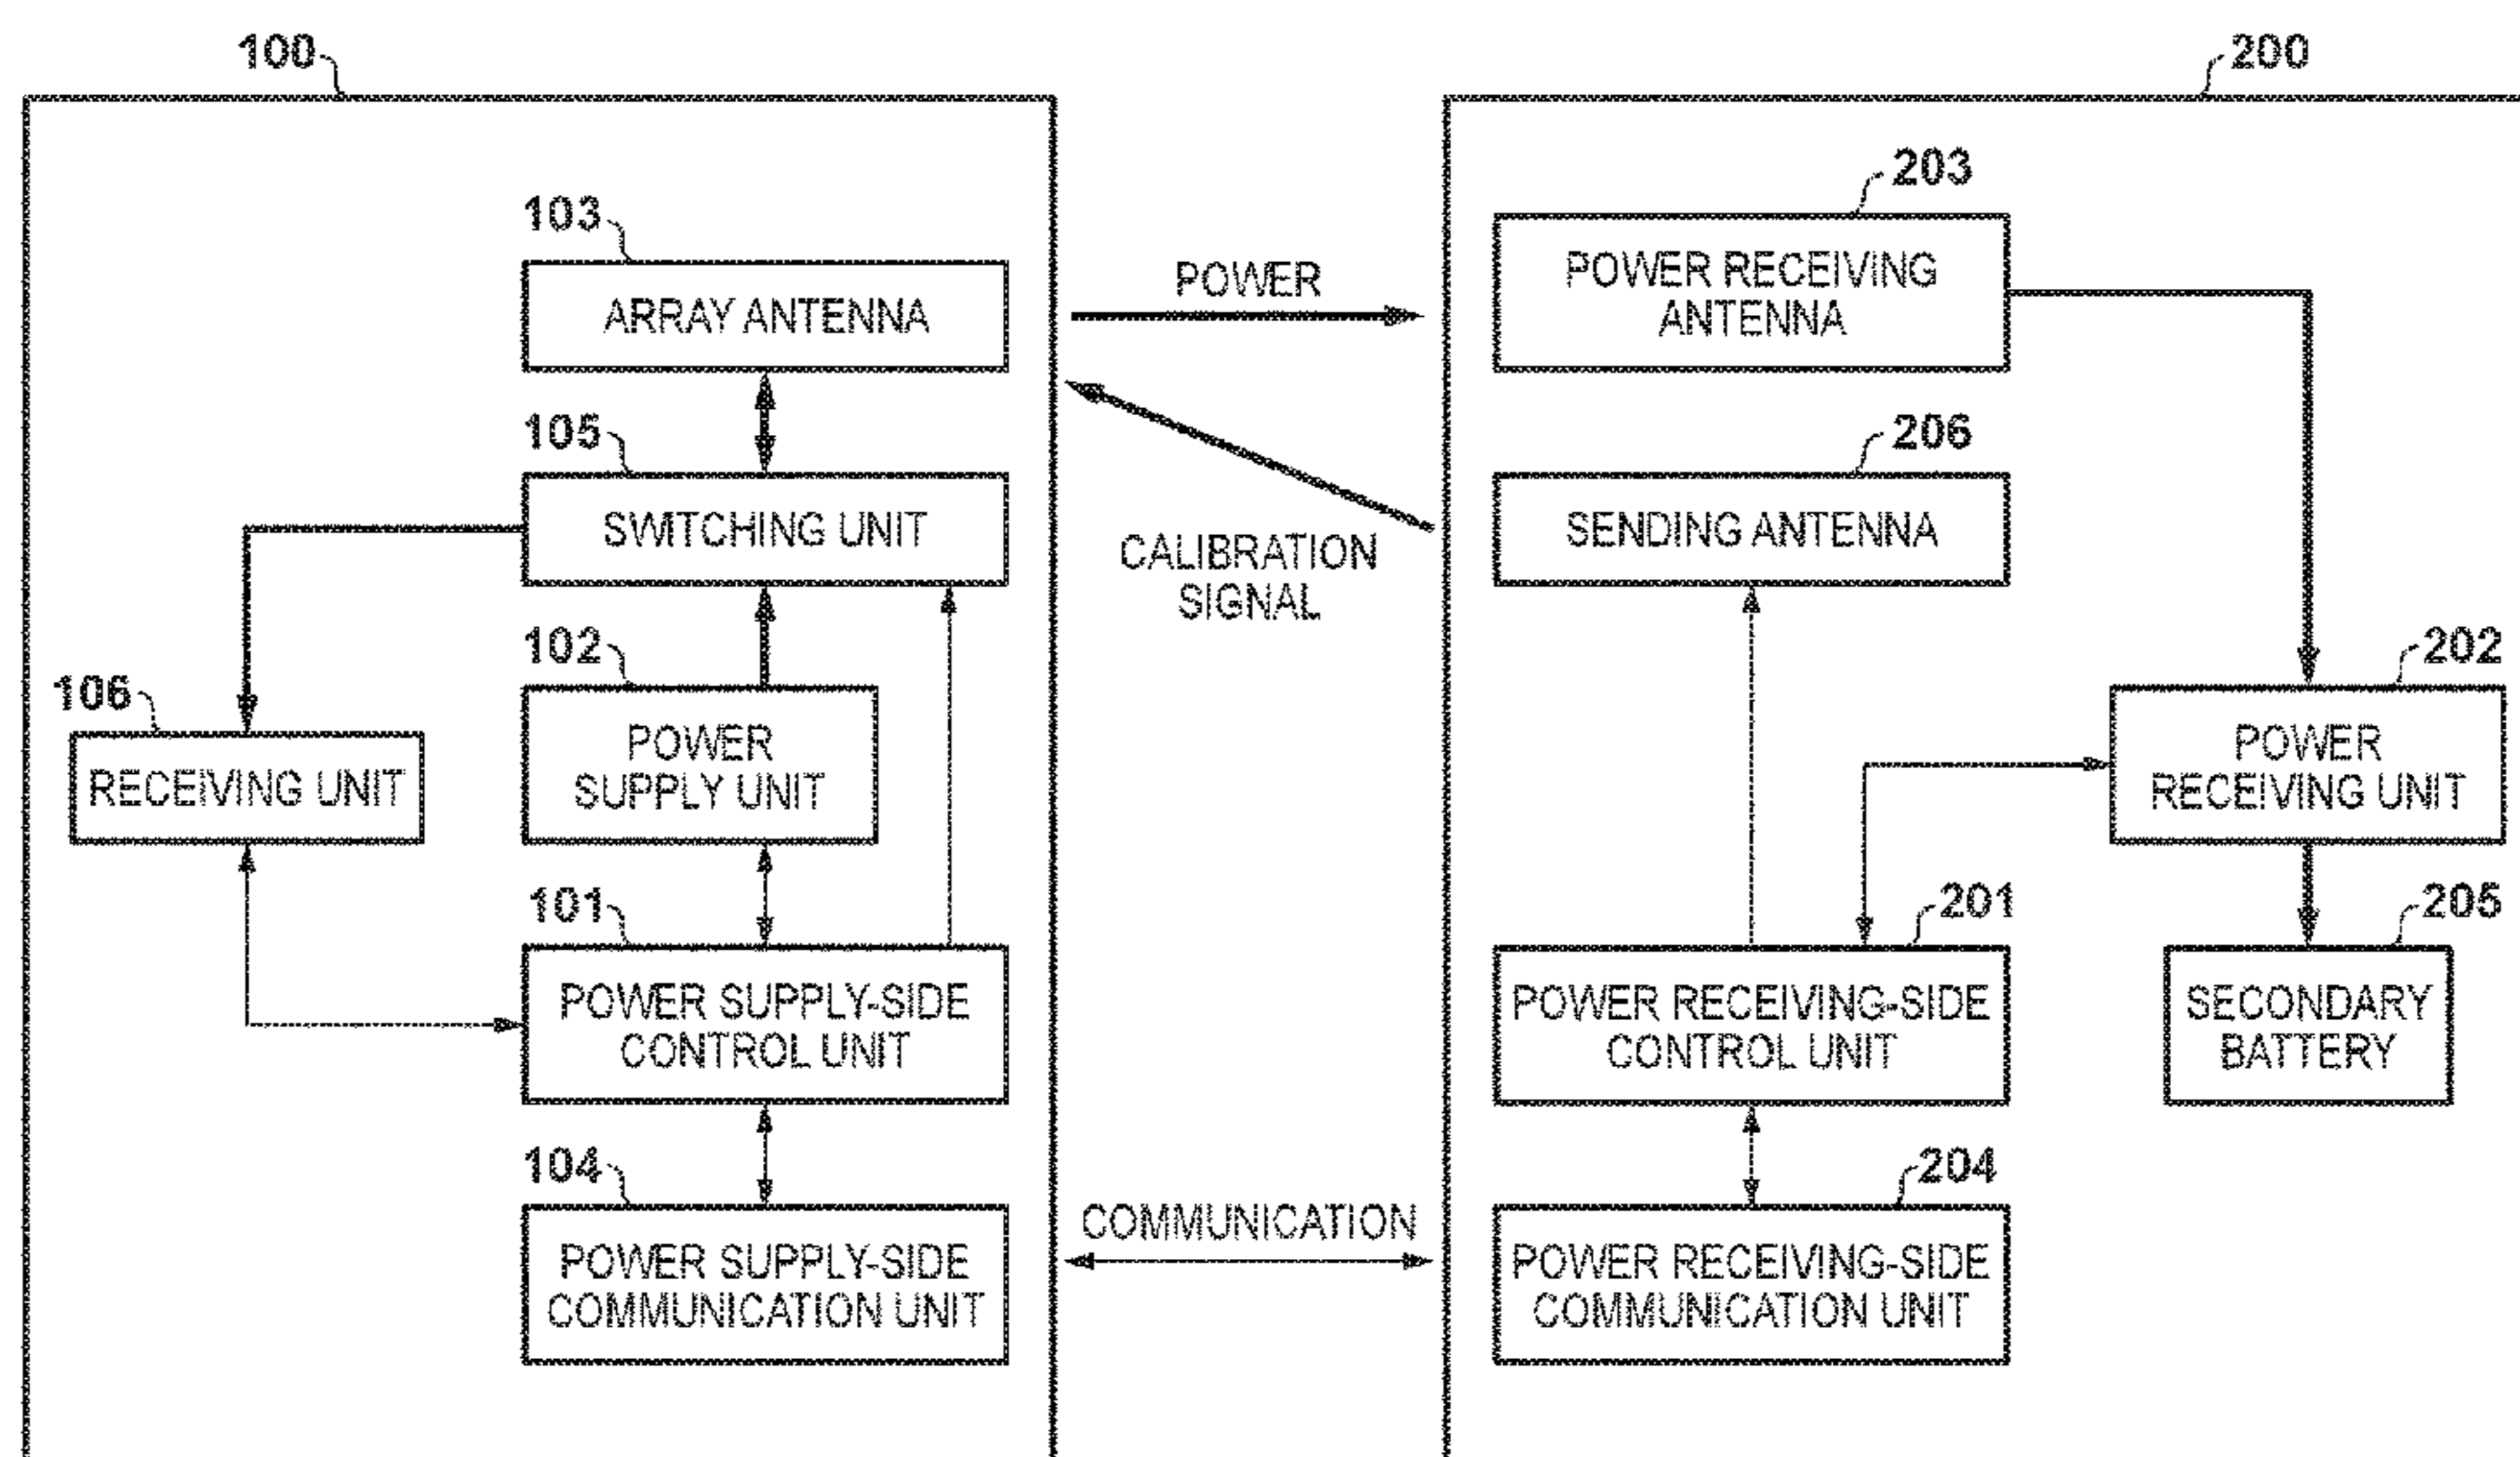 100
200
103
ARRAY ANTENNA
105
SWITCHING UNIT
102
POWER
SUPPLY UNIT
106
RECEIVING UNIT
101
POWER SUPPLY-SIDE
CONTROL UNIT
104
POWER SUPPLY-SIDE
COMMUNICATION UNIT
POWER
CALIBRATION
SIGNAL
COMMUNICATION
203
POWER RECEIVING
ANTENNA
206
SENDING ANTENNA
202
POWER
RECEIVING UNIT
201
POWER RECEIVING-SIDE
CONTROL UNIT
205
SECONDARY
BATTERY
204
POWER RECEIVING-SIDE
COMMUNICATION UNIT